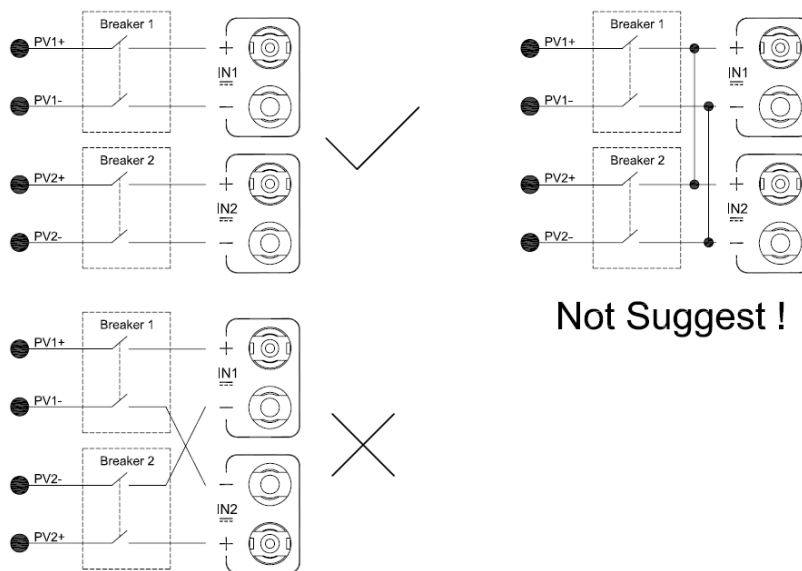 Breaker 1
PV1+
+
IN1
PV1-
−
Breaker 2
PV2+
+
IN2
PV2-
−
Breaker 1
PV1+
+
IN1
PV1-
−
Breaker 2
PV2+
+
IN2
PV2-
−
Not Suggest !
Breaker 1
PV1+
+
IN1
PV1-
−
Breaker 2
PV2-
−
IN2
PV2+
+